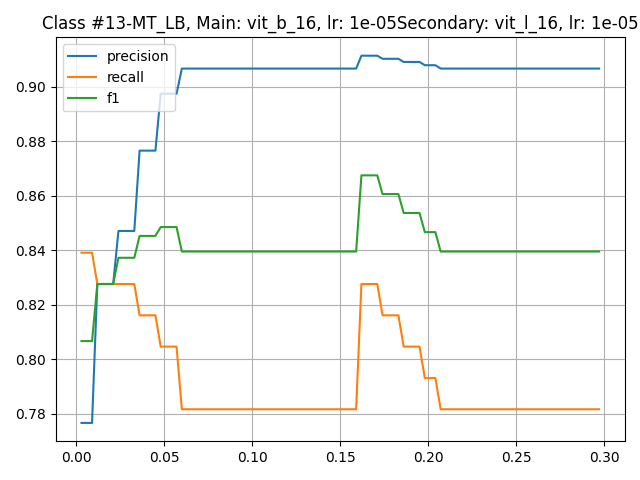 Class #13-MT_LB, Main: vit_b_16, lr: 1e-05Secondary: vit_l_16, lr: 1e-05
precision
recall
f1
0.90
0.88
0.86
0.84
0.82
0.80
0.78
0.00 0.05 0.10 0.15 0.20 0.25 0.30